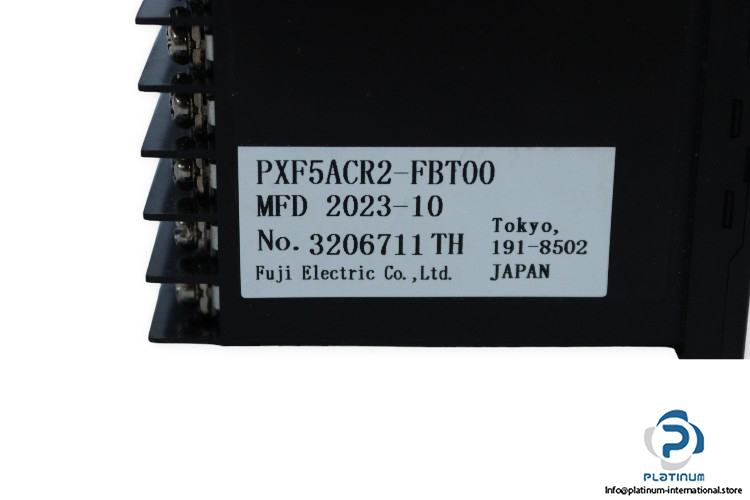 PXF5ACR2-FBT00
MFD 2023-10
No. 3206711 TH
Fuji Electric Co.,Ltd.
Tokyo,
191-8502
JAPAN
PLATINUM
Info@platinum-international.store